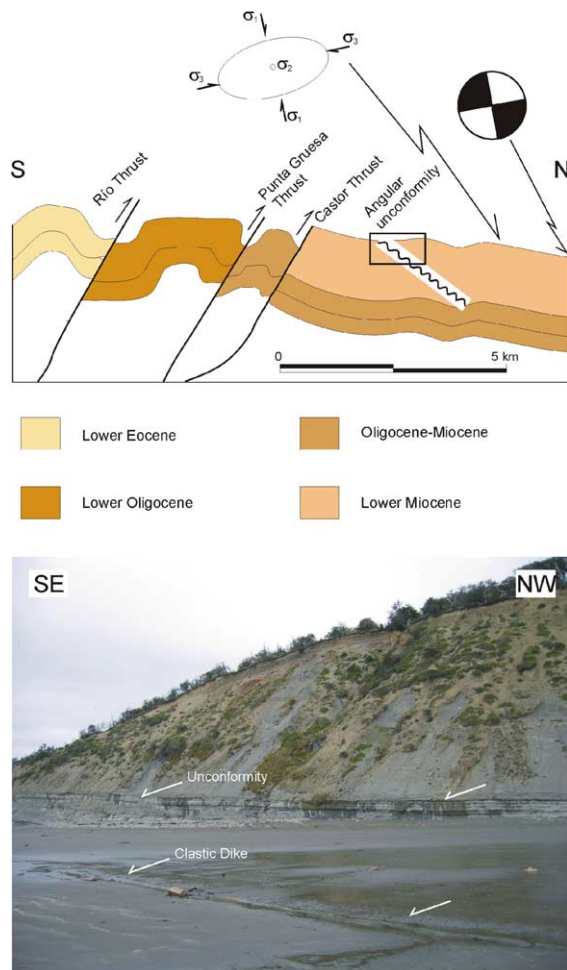 σ1
σ3
σ2
σ3
σ1
S
N
Río Thrust
Punta Gruesa
Thrust
Castor Thrust
Angular
unconformity
0
5 km
Lower Eocene
Oligocene-Miocene
Lower Oligocene
Lower Miocene
SE
NW
Unconformity
Clastic Dike